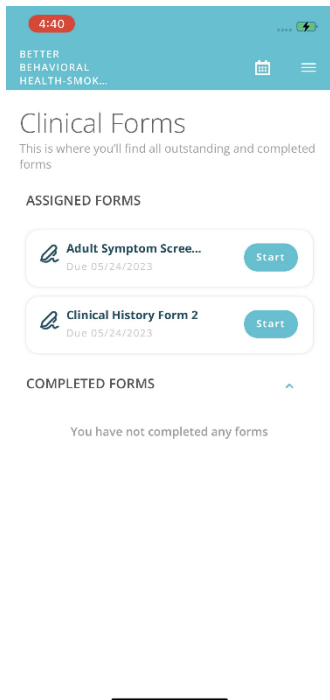 4:40
BETTER
BEHAVIORAL
HEALTH-SMOK...
Clinical Forms
This is where you'll find all outstanding and completed
forms
ASSIGNED FORMS
Adult Symptom Scree...
Due 05/24/2023
Start
Clinical History Form 2
Due 05/24/2023
Start
COMPLETED FORMS
You have not completed any forms